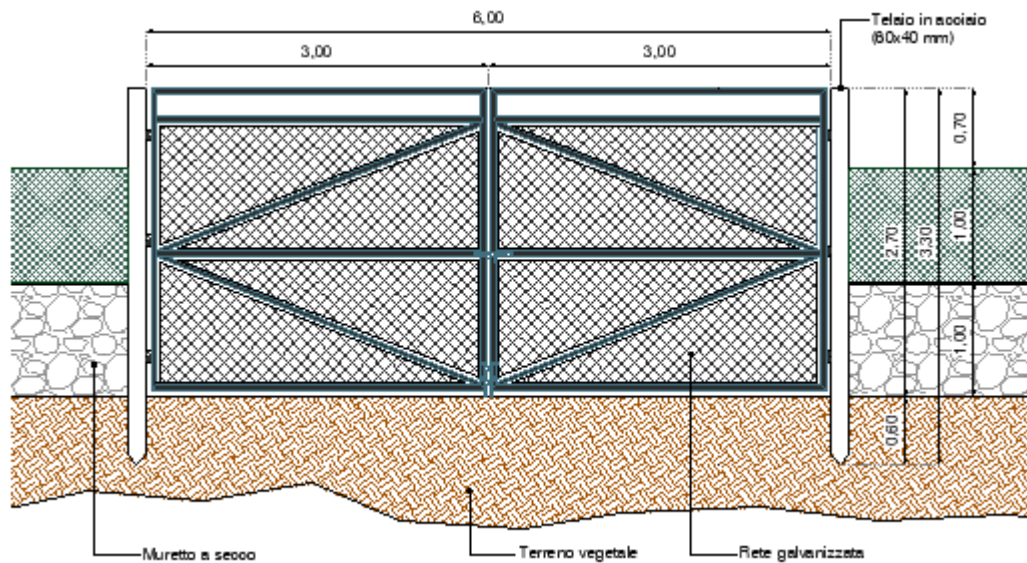 6,00
Telaio in acciaio
(60x40 mm)
3,00
3,00
0,70
1,00
2,70
3,30
1,00
0,60
Muretto a secco
Terreno vegetale
Rete galvanizzata